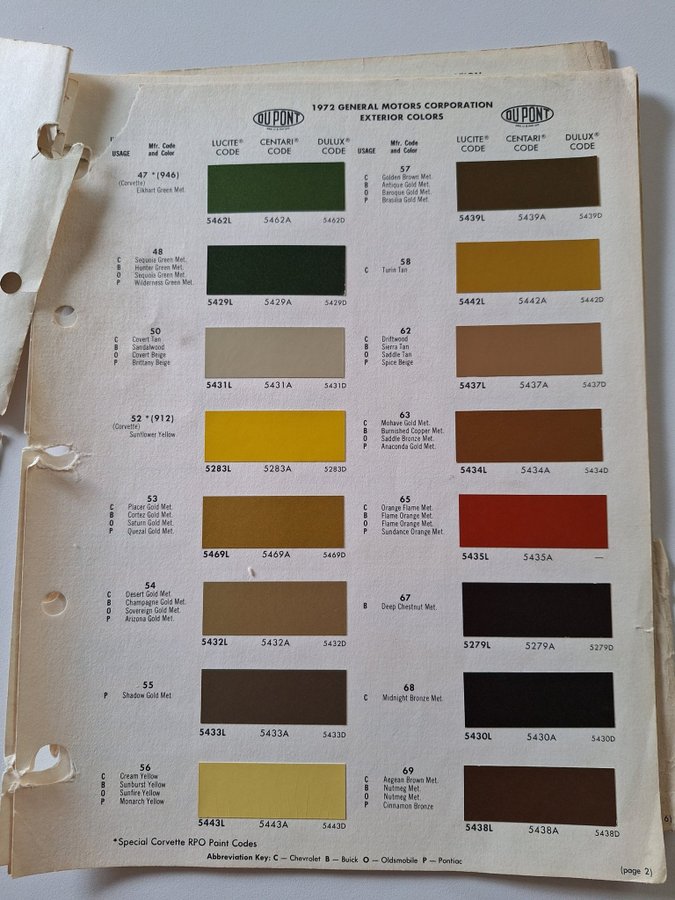 1972 GENERAL MOTORS CORPORATION
EXTERIOR COLORS
DU PONT
DU PONT
USAGE Mfr. Code and Color LUCITE® CODE CENTARI® CODE DULUX® CODE
47 *(946)
(Corvette)
Elkhart Green Met.
5462L 5462A 5462D
48
C Sequoia Green Met.
B Hunter Green Met.
O Sequoia Green Met.
P Wilderness Green Met.
5429L 5429A 5429D
50
C Covert Tan
B Sandalwood
O Covert Beige
P Brittany Beige
5431L 5431A 5431D
52 *(912)
(Corvette)
Sunflower Yellow
5283L 5283A 5283D
53
C Placer Gold Met.
B Cortez Gold Met.
O Saturn Gold Met.
P Quezal Gold Met.
5469L 5469A 5469D
54
C Desert Gold Met.
B Champagne Gold Met.
O Sovereign Gold Met.
P Arizona Gold Met.
5432L 5432A 5432D
55
P Shadow Gold Met
5433L 5433A 5433D
56
C Cream Yellow
B Sunburst Yellow
O Sunfire Yellow
P Monarch Yellow
5443L 5443A 5443D
USAGE Mfr. Code and Color LUCITE® CODE CENTARI® CODE DULUX® CODE
57
C Golden Brown Met.
B Antique Gold Met.
O Baroque Gold Met.
P Brasilia Gold Met.
5439L 5439A 5439D
58
C Turin Tan
5442L 5442A 5442D
62
C Driftwood
B Sierra Tan
O Saddle Tan
P Spice Beige
5437L 5437A 5437D
63
C Mohave Gold Met.
B Burnished Copper Met.
O Saddle Bronze Met.
P Anaconda Gold Met.
5434L 5434A 5434D
65
C Orange Flame Met.
B Flame Orange Met.
O Flame Orange Met.
P Sundance Orange Met.
5435L 5435A —
67
B Deep Chestnut Met.
5279L 5279A 5279D
68
C Midnight Bronze Met.
5430L 5430A 5430D
69
C Aegean Brown Met.
B Nutmeg Met.
O Nutmeg Met.
P Cinnamon Bronze
5438L 5438A 5438D
*Special Corvette RPO Paint Codes
Abbreviation Key: C — Chevrolet B — Buick O — Oldsmobile P — Pontiac
(page 2)